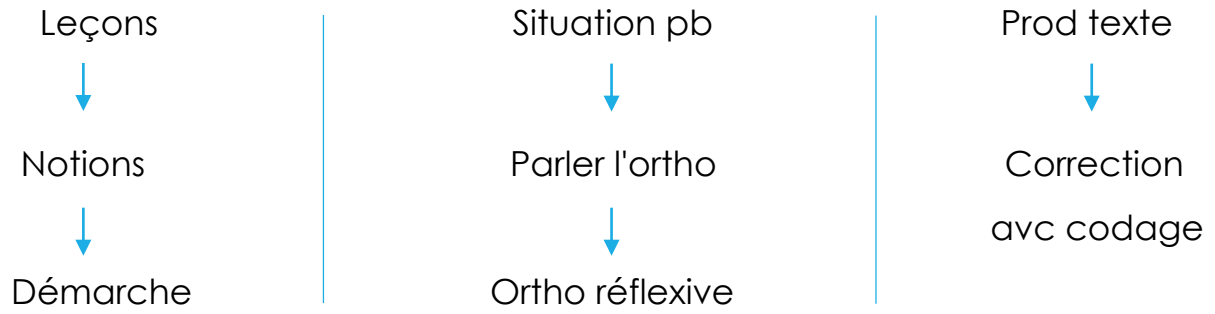 Leçons
Notions
Démarche
Situation pb
Parler l'ortho
Ortho réflexive
Prod texte
Correction
avc codage